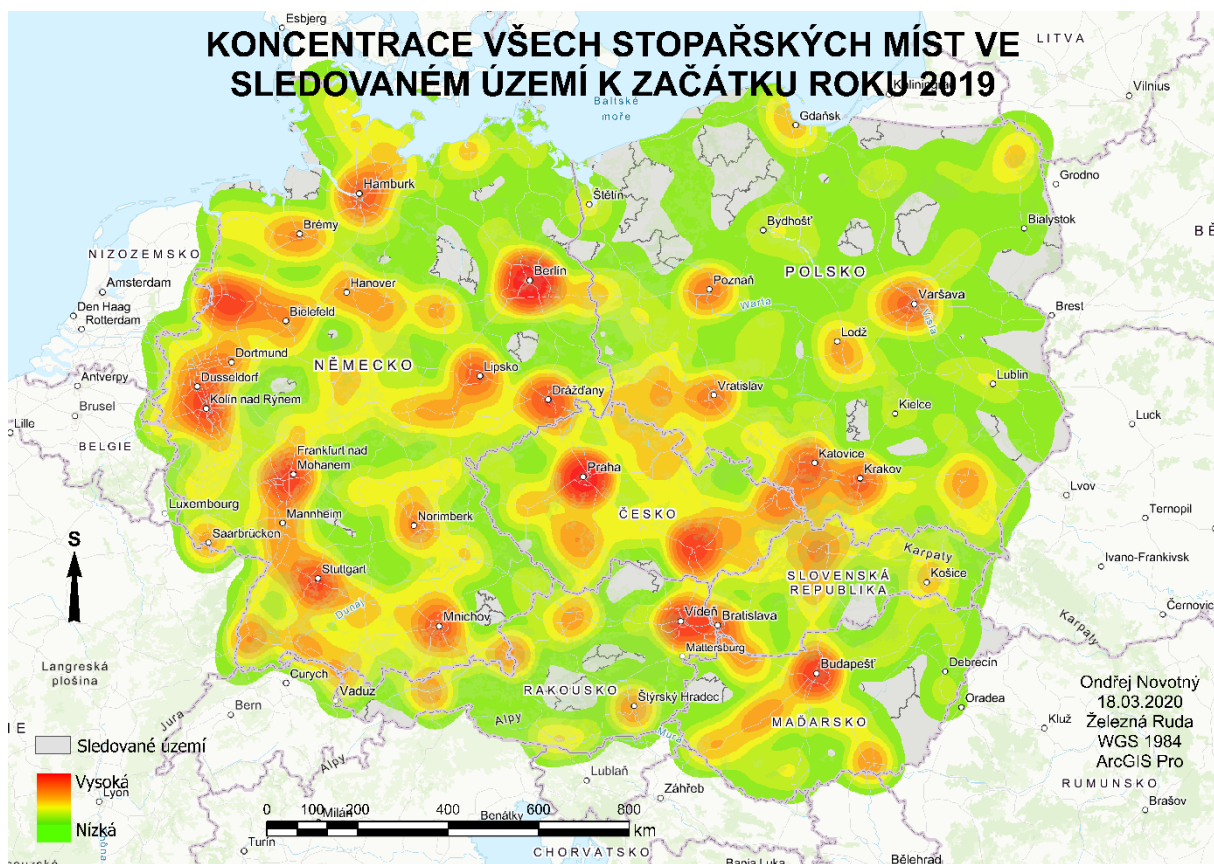 KONCENTRACE VŠECH STOPAŘSKÝCH MÍST VE
SLEDOVANÉM ÚZEMÍ K ZAČÁTKU ROKU 2019
Esbjerg
LITVA
Kaliningrad
Vilnius
Baltské
moře
Gdaňsk
Grodno
Hamburk
Štětín
Bydhošť
Bialystok
Brémy
NIZOZEMSKO
Amsterdam
Berlín
POLSKO
Hanover
Poznaň
Den Haag
Rotterdam
Bielefeld
Warta
Varšava
Visla
Brest
Lodž
Dortmund
NĚMECKO
Lipsko
Antverpy
Dusseldorf
Drážďany
Vratislav
Lublin
Brusel
Kolín nad Rýnem
Kielce
Luck
Lille
BELGIE
Frankfurt nad
Mohanem
Praha
Katovice
Krakov
Lvov
Luxembourg
Mannheim
Norimberk
ČESKO
Ternopil
Saarbrücken
S
Karpaty
Ivano-Frankivsk
Stuttgart
SLOVENSKÁ
REPUBLIKA
Košice
Dunaj
Mnichov
Vídeň
Bratislava
Černovic
Karpaty
Mattersburg
Langreská
plošina
Budapešť
Debrecín
Curych
Vaduz
RAKOUSKO
Štýrský Hradec
Oradea
Bern
Jura
Alpy
MAĎARSKO
Mura
Kluž
Ondřej Novotný
18.03.2020
Železná Ruda
WGS 1984
ArcGIS Pro
Sledované území
Alpy
Lublaň
Vysoká
Lyon
Záhřeb
RUMUNSKO
Nízká
0 100 200 400 600 800
km
Milán
Benátky
Brašov
Turín
CHORVATSKO
Banja Luka
Bělehrad